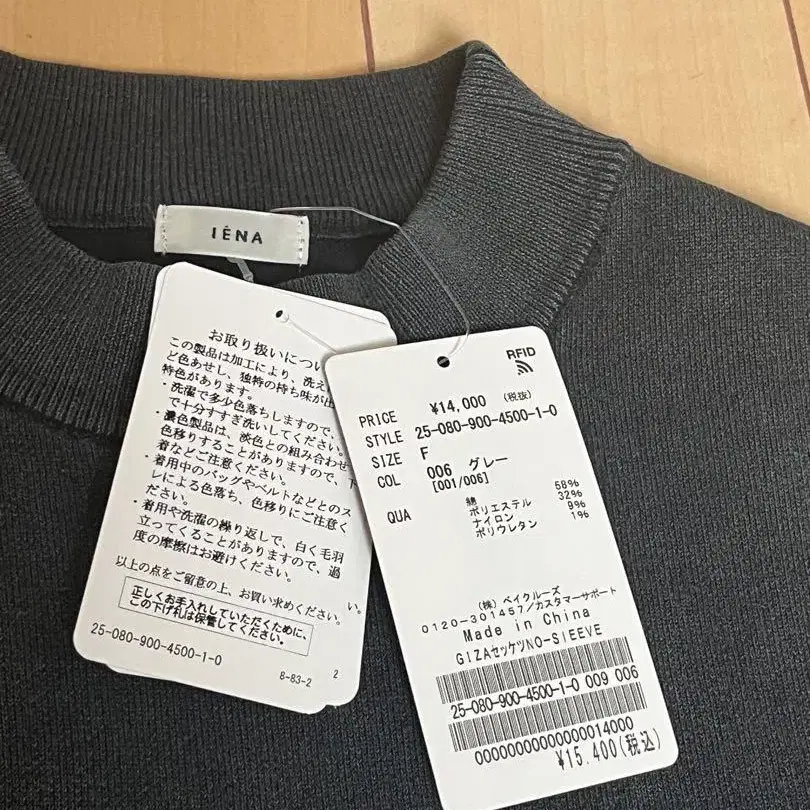 IÉNA
お取り扱いについ
この製品は加工により、洗え
ど色あせし、独特の持ち味が出
特色があります。
・洗濯で多少色落ちしますので、
で十分すすぎ洗いしてください。
・濃色製品は、淡色との組み合わせ
色移りすることがありますので、下
着などご注意ください。
・着用中のバッグやベルトなどとのス
レによる色落ち、色移りにご注意く
ださい。
・着用や洗濯の繰り返しで、白く毛羽
立ってくることがありますので、過
度の摩擦はお避けください。
以上の点をご留意の上、お買い求めください。
い。
正しくお手入れしていただくために、
この下げ札は保管してください。
25-080-900-4500-1-0
8-83-2
2
RFID
PRICE ¥14,000 (税抜)
STYLE 25-080-900-4500-1-0
SIZE F
COL 006 グレー
[001/006]
QUA 綿 58%
ポリエステル 32%
ナイロン 9%
ポリウレタン 1%
(株)ベイクルーズ
0120-301457/カスタマーサポート
Made in China
GIZAセッケツNO-SIEEVE
25-080-900-4500-1-0 009 006
00000000000000014000
¥15,400(税込)